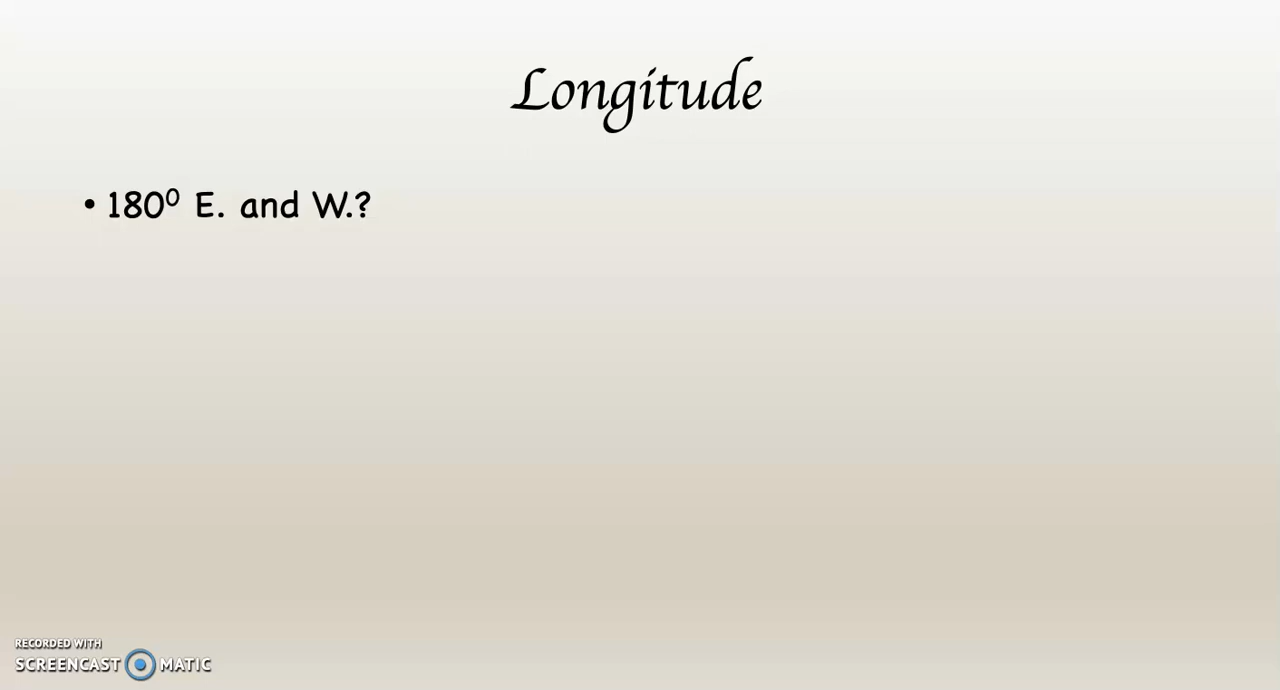 Longitude
• 180⁰ E. and W.?
RECORDED WITH
SCREENCAST MATIC